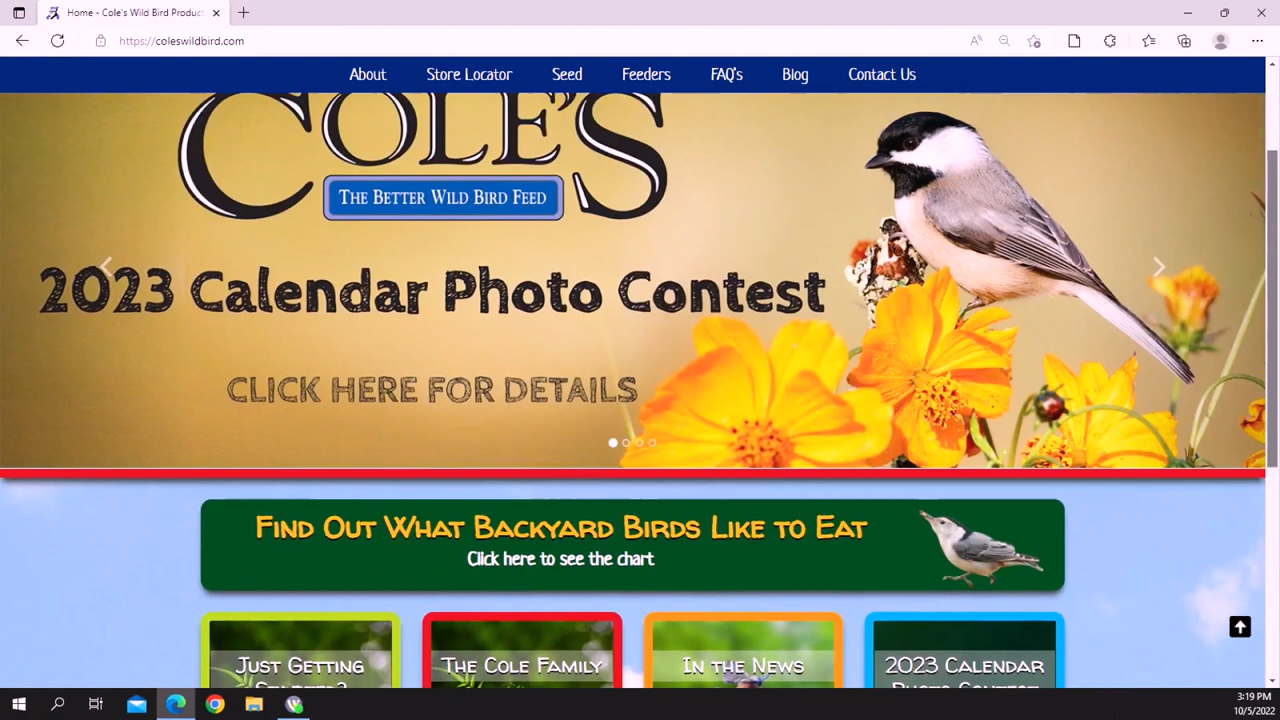 Home - Cole's Wild Bird Product
https://coleswildbird.com
About Store Locator Seed Feeders FAQ's Blog Contact Us
COLE'S
THE BETTER WILD BIRD FEED
2023 Calendar Photo Contest
CLICK HERE FOR DETAILS
FIND OUT WHAT BACKYARD BIRDS LIKE TO EAT
Click here to see the chart
JUST GETTING STARTED?
THE COLE FAMILY
IN THE NEWS
2023 CALENDAR PHOTO CONTEST
3:19 PM
10/5/2022